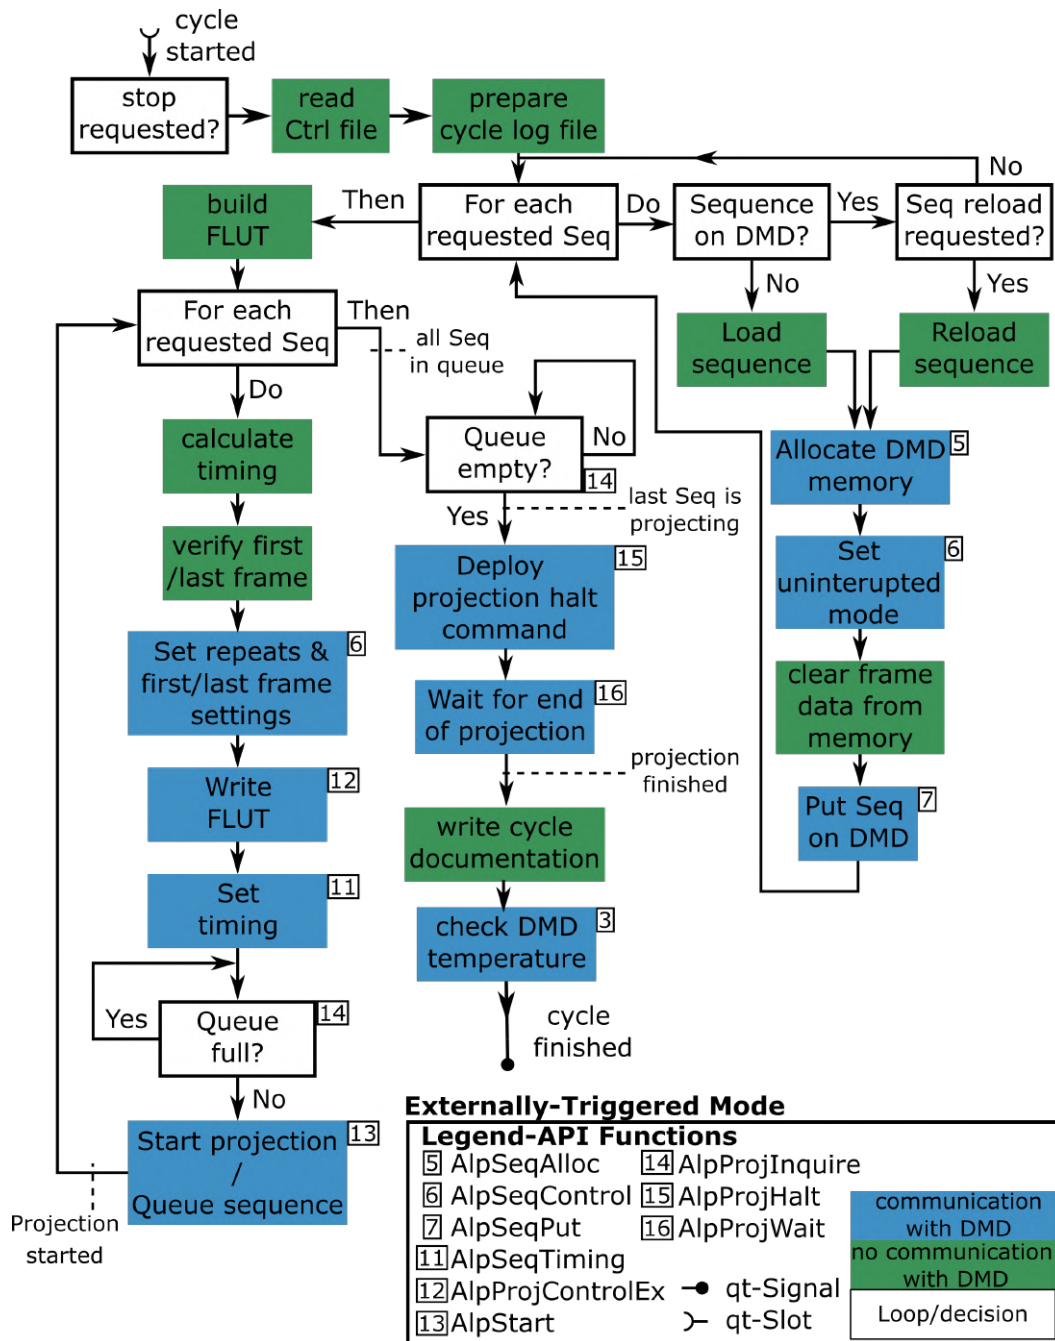 cycle
started
stop
requested?
read
Ctrl file
prepare
cycle log file
No
build
FLUT
Then
For each
requested Seq
Do
Sequence
on DMD?
Yes
Seq reload
requested?
No
Yes
For each
requested Seq
Then
all Seq
in queue
Load
sequence
Reload
sequence
Do
calculate
timing
Queue
empty?
No
14
Allocate DMD
memory
5
Yes
last Seq is
projecting
verify first
/last frame
Deploy
projection halt
command
15
Set
uninterupted
mode
6
Set repeats &
first/last frame
settings
6
Wait for end
of projection
16
clear frame
data from
memory
projection
finished
Write
FLUT
12
write cycle
documentation
Put Seq
on DMD
7
Set
timing
11
check DMD
temperature
3
Yes
Queue
full?
14
cycle
finished
No
Start projection
/
Queue sequence
13
Projection
started
Externally-Triggered Mode
Legend-API Functions
5 AlpSeqAlloc
6 AlpSeqControl
7 AlpSeqPut
11 AlpSeqTiming
12 AlpProjControlEx
13 AlpStart
14 AlpProjInquire
15 AlpProjHalt
16 AlpProjWait
qt-Signal
qt-Slot
communication
with DMD
no communication
with DMD
Loop/decision